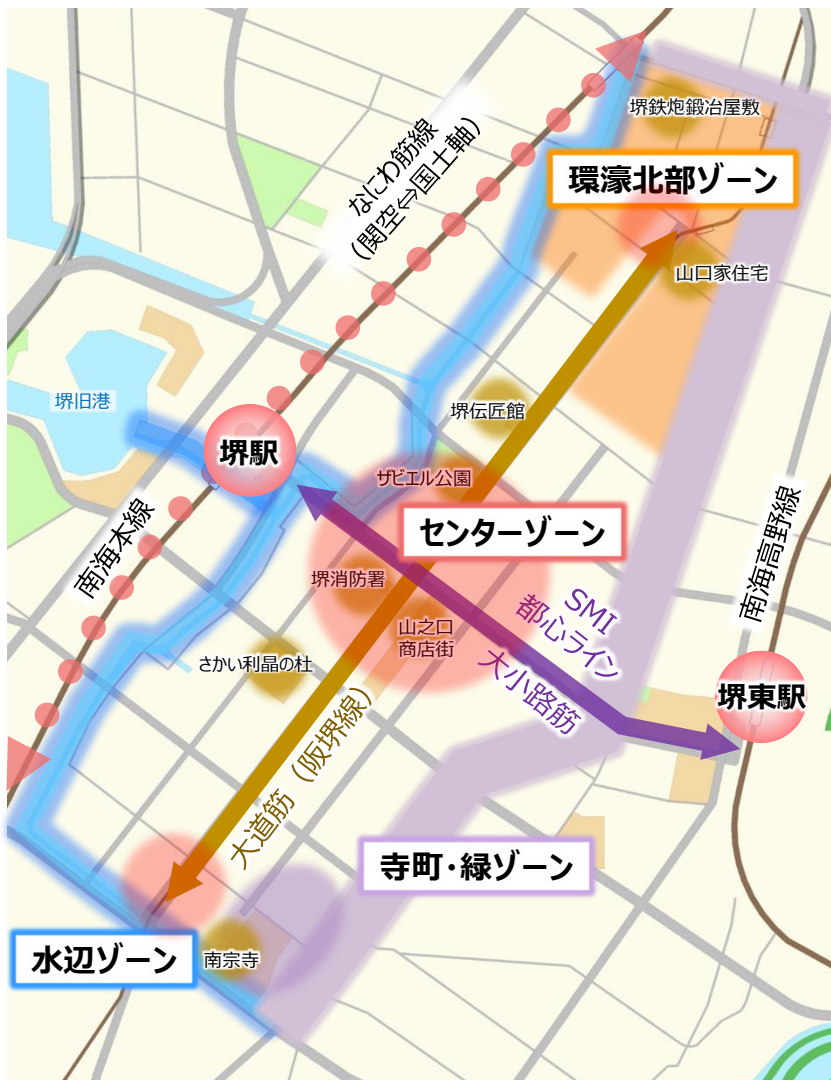 堺鉄炮鍛冶屋敷
環濠北部ゾーン
なにわ筋線
(関空⇔国土軸)
山口家住宅
堺旧港
堺伝匠館
堺駅
ザビエル公園
センターゾーン
南海本線
南海高野線
堺消防署
SMI
都心ライン
山之口
商店街
大小路筋
さかい利晶の杜
堺東駅
大道筋（阪堺線）
寺町・緑ゾーン
水辺ゾーン
南宗寺